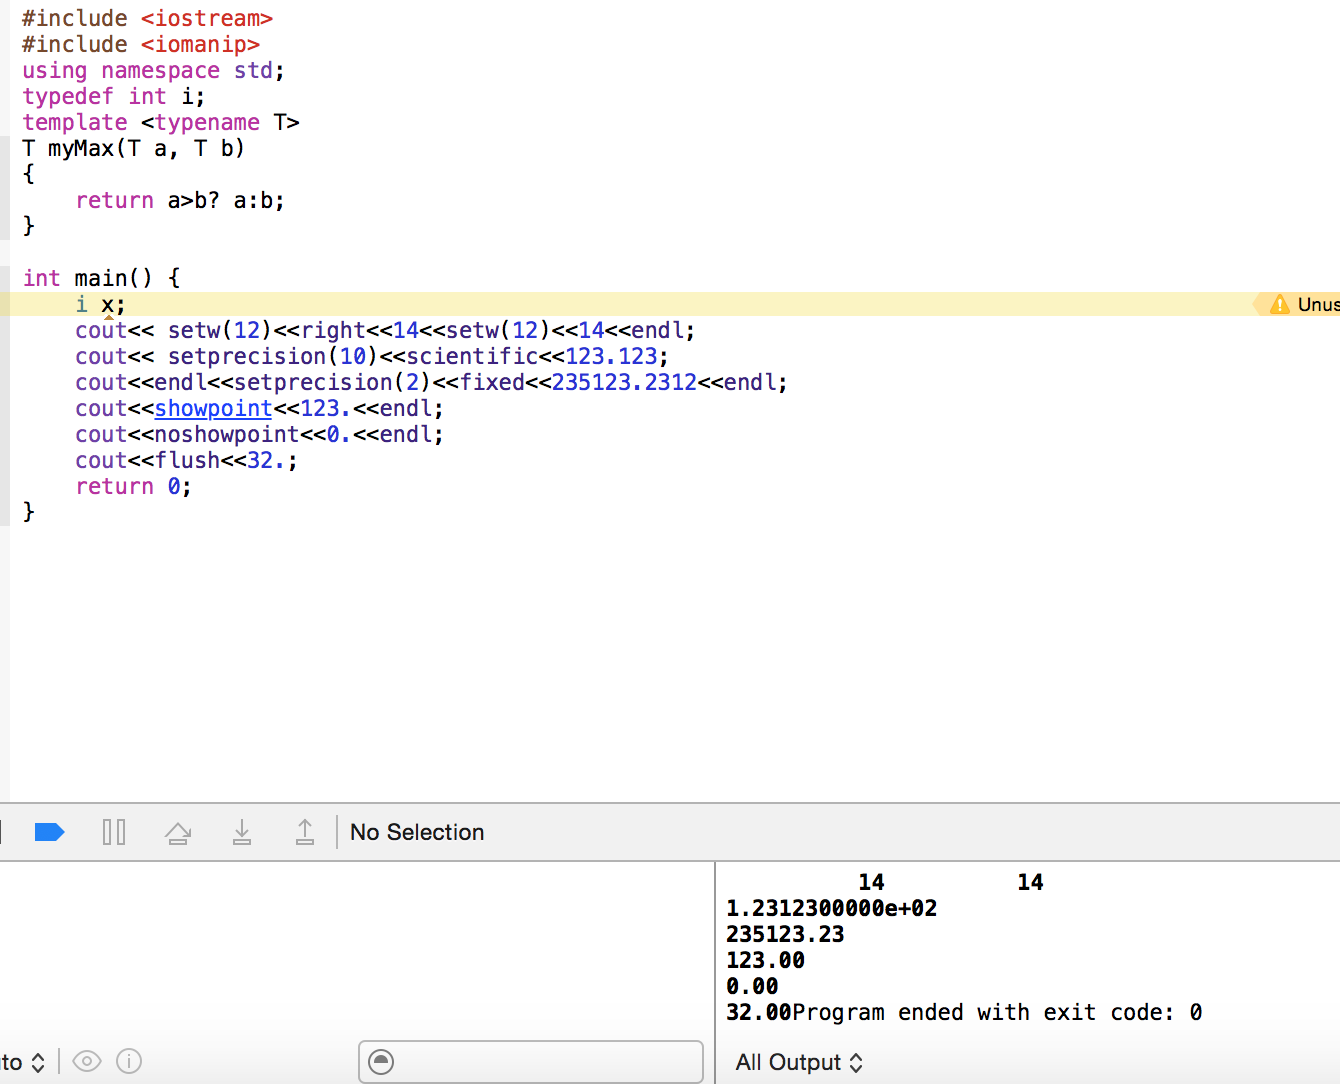 #include <iostream>
#include <iomanip>
using namespace std;
typedef int i;
template <typename T>
T myMax(T a, T b)
{
    return a>b? a:b;
}
int main() {
    i x;
Unus
    cout<< setw(12)<<right<<14<<setw(12)<<14<<endl;
    cout<< setprecision(10)<<scientific<<123.123;
    cout<<endl<<setprecision(2)<<fixed<<235123.2312<<endl;
    cout<<showpoint<<123.<<endl;
    cout<<noshowpoint<<0.<<endl;
    cout<<flush<<32.;
    return 0;
}
No Selection
14          14
1.2312300000e+02
235123.23
123.00
0.00
32.00Program ended with exit code: 0
to
All Output